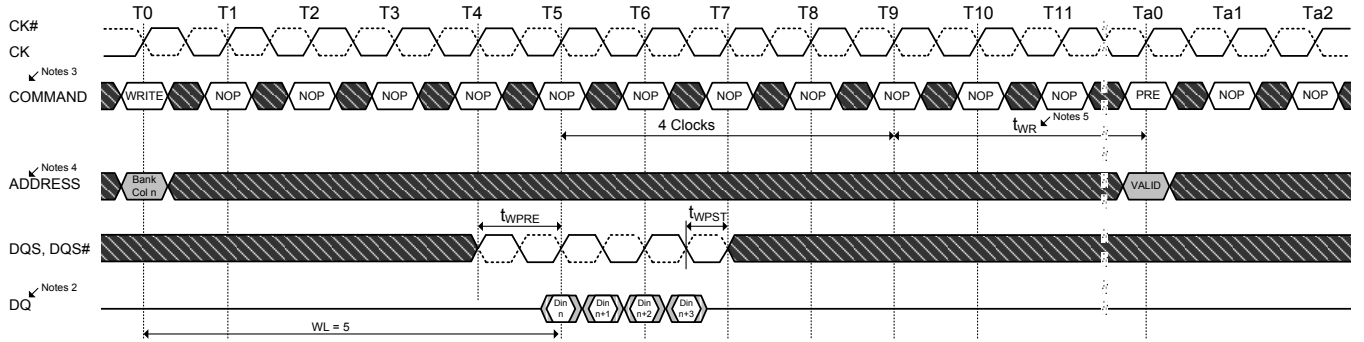 T0 T1 T2 T3 T4 T5 T6 T7 T8 T9 T10 T11 Ta0 Ta1 Ta2
CK#
CK
Notes 3
COMMAND WRITE NOP NOP NOP NOP NOP NOP NOP NOP NOP NOP NOP PRE NOP NOP
4 Clocks tWR Notes 5
Notes 4
ADDRESS Bank Col n VALID
tWPRE tWPST
DQS, DQS#
Notes 2
DQ Din n Din n+1 Din n+2 Din n+3
WL = 5